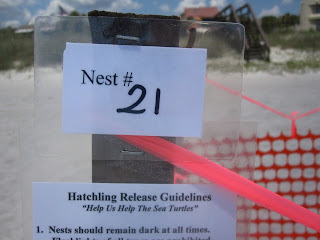 Nest # 21
Hatchling Release Guidelines
"Help Us Help The Sea Turtles"
1. Nests should remain dark at all times.